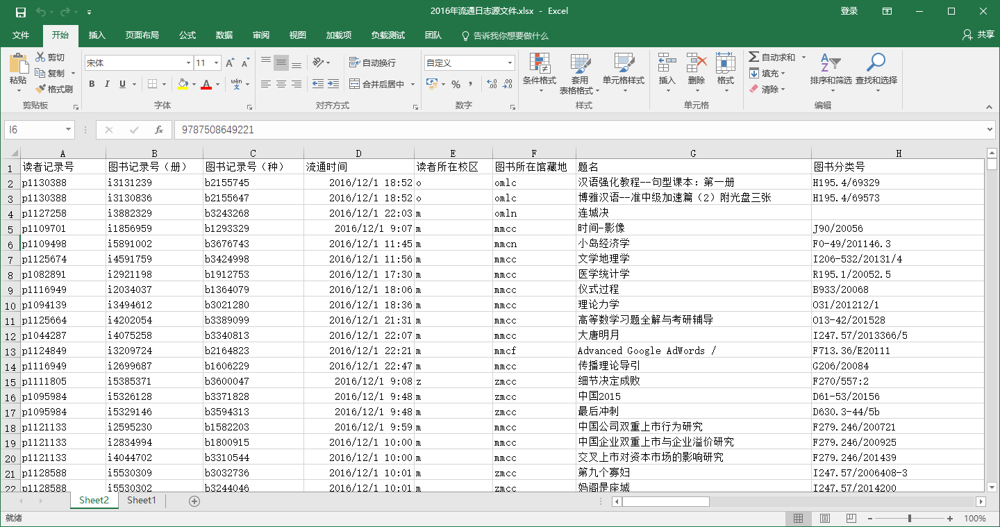 2016年流通日志源文件.xlsx - Excel
登录
文件 开始 插入 页面布局 公式 数据 审阅 视图 加载项 负载测试 团队 告诉我你想要做什么 共享
粘贴
剪切
复制
格式刷
剪贴板
宋体 11
B I U
wén 文
字体
自动换行
合并后居中
对齐方式
自定义
数字
条件格式
套用
表格格式
单元格样式
样式
插入 删除 格式
单元格
自动求和
填充
清除
排序和筛选 查找和选择
编辑
I6 fx 9787508649221
A B C D E F G H
1 读者记录号 图书记录号（册） 图书记录号（种） 流通时间 读者所在校区 图书所在馆藏地 题名 图书分类号
2 p1130388 i3131239 b2155745 2016/12/1 18:52 o omlc 汉语强化教程--句型课本：第一册 H195.4/69329
3 p1130388 i3130836 b2155647 2016/12/1 18:52 o omlc 博雅汉语--准中级加速篇（2）附光盘三张 H195.4/69573
4 p1127258 i3882329 b3243268 2016/12/1 22:03 m omln 连城决
5 p1109701 i1856959 b1293329 2016/12/1 9:07 m mmcc 时间-影像 J90/20056
6 p1109498 i5891002 b3676743 2016/12/1 11:45 m mmcn 小岛经济学 F0-49/201146.3
7 p1125674 i4591759 b3424998 2016/12/1 11:56 m mmcc 文学地理学 I206-532/20131/4
8 p1082891 i2921198 b1912753 2016/12/1 17:30 m mmcc 医学统计学 R195.1/20052.5
9 p1116949 i2034037 b1364079 2016/12/1 18:06 m mmcc 仪式过程 B933/20068
10 p1094139 i3494612 b3021280 2016/12/1 18:36 m mmcc 理论力学 O31/201212/1
11 p1125664 i4202054 b3389099 2016/12/1 21:31 m mmcc 高等数学习题全解与考研辅导 O13-42/201528
12 p1044287 i4075258 b3340813 2016/12/1 22:07 m mmcc 大唐明月 I247.57/2013366/5
13 p1124849 i3209724 b2164823 2016/12/1 22:21 m mmcf Advanced Google AdWords / F713.36/E20111
14 p1116949 i2699687 b1606229 2016/12/1 22:47 m mmcc 传播理论导引 G206/20084
15 p1111805 i5385371 b3600047 2016/12/1 9:08 z zmcc 细节决定成败 F270/557:2
16 p1095984 i5326128 b3371828 2016/12/1 9:48 m zmcc 中国2015 D61-53/20156
17 p1095984 i5329146 b3594313 2016/12/1 9:48 m zmcc 最后冲刺 D630.3-44/5b
18 p1121133 i2595230 b1582203 2016/12/1 9:59 m mmcc 中国公司双重上市行为研究 F279.246/200721
19 p1121133 i2834994 b1800915 2016/12/1 10:00 m mmcc 中国企业双重上市与企业溢价研究 F279.246/200925
20 p1121133 i4044702 b3310544 2016/12/1 10:00 m mmcc 交叉上市对资本市场的影响研究 F279.246/201439
21 p1128588 i5530309 b3032736 2016/12/1 10:01 m zmcc 第九个寡妇 I247.57/2006408-3
22 p1128588 i5530302 b3244046 2016/12/1 10:01 m zmcc 妈阁是座城 I247.57/2014200
Sheet2 Sheet1
就绪 100%